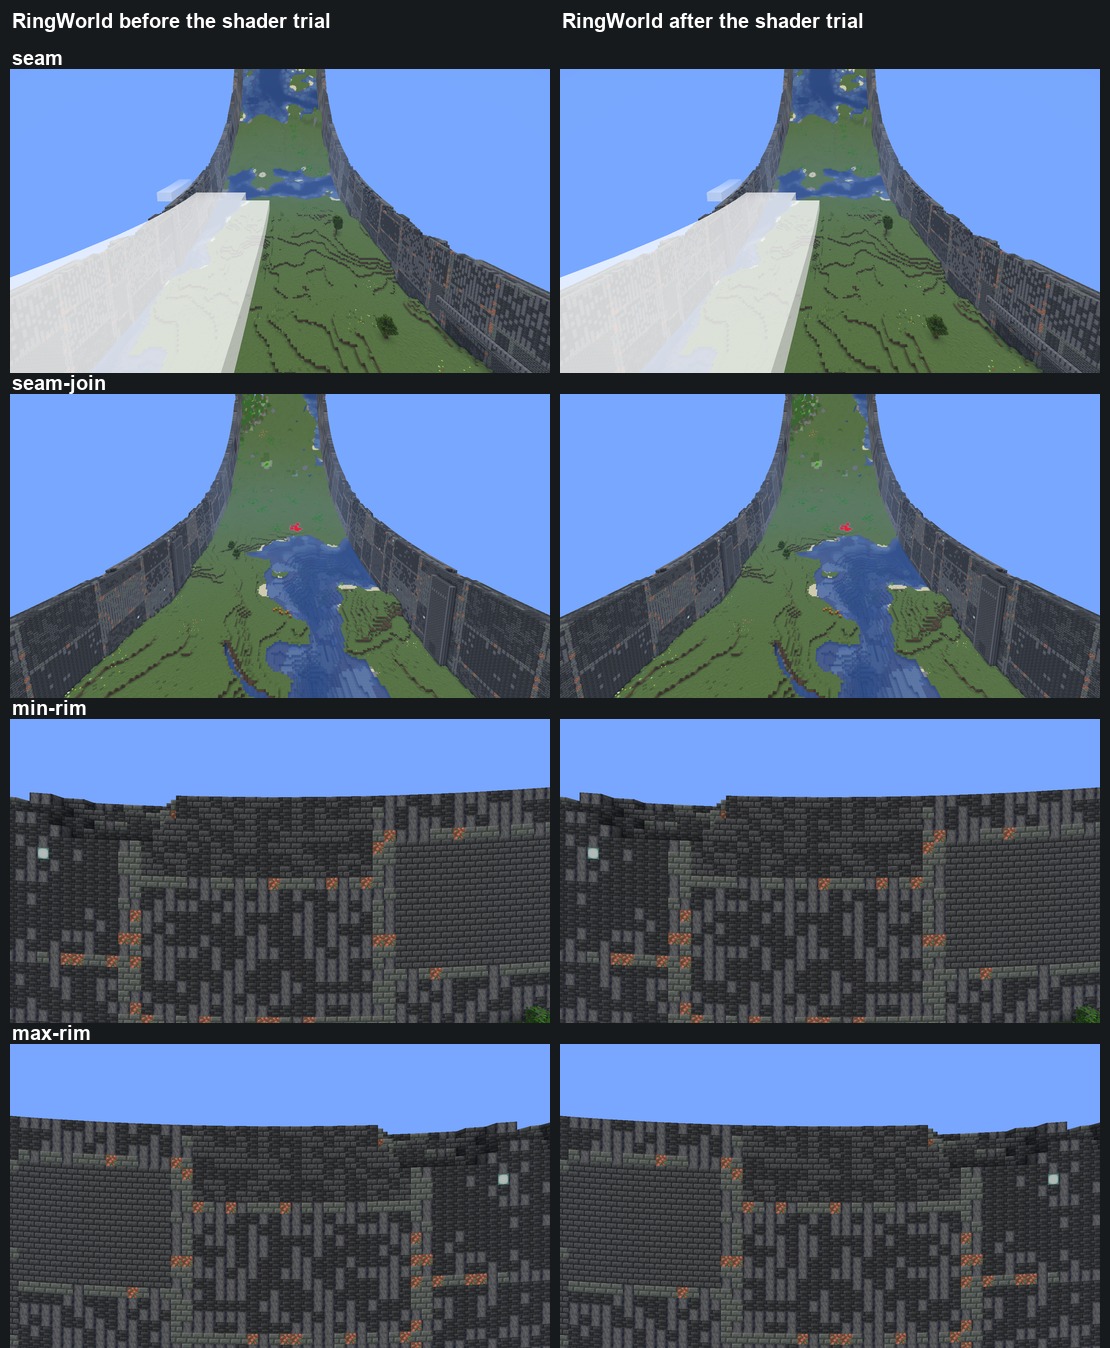 RingWorld before the shader trial
RingWorld after the shader trial
seam
seam-join
min-rim
max-rim